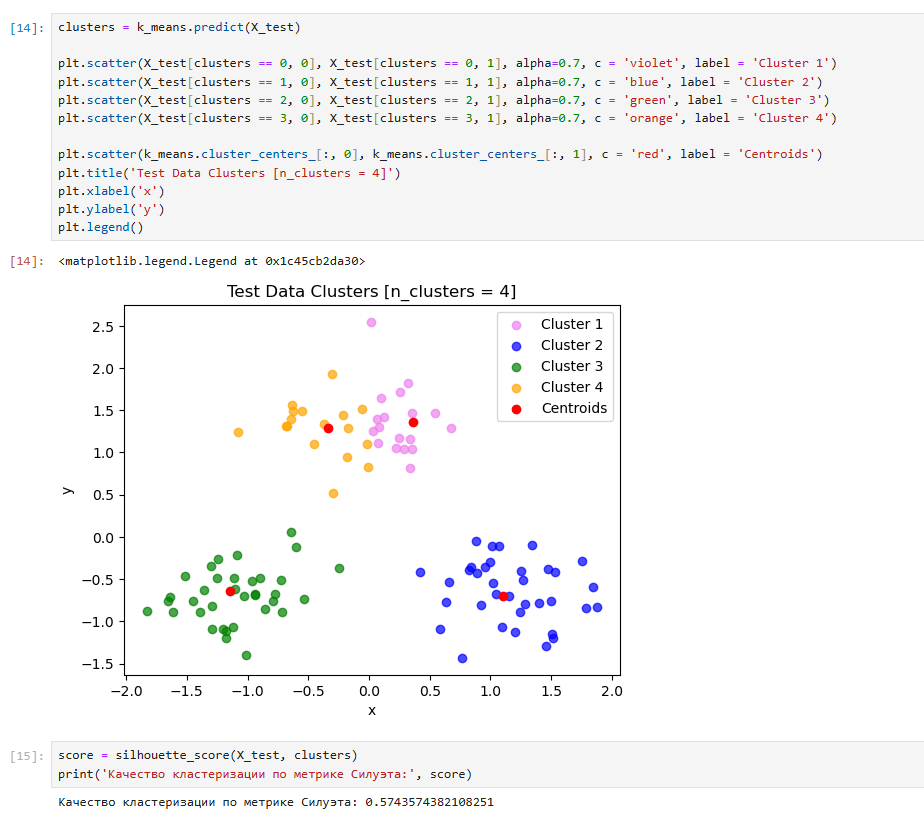 [14]: clusters = k_means.predict(X_test)
plt.scatter(X_test[clusters == 0, 0], X_test[clusters == 0, 1], alpha=0.7, c = 'violet', label = 'Cluster 1')
plt.scatter(X_test[clusters == 1, 0], X_test[clusters == 1, 1], alpha=0.7, c = 'blue', label = 'Cluster 2')
plt.scatter(X_test[clusters == 2, 0], X_test[clusters == 2, 1], alpha=0.7, c = 'green', label = 'Cluster 3')
plt.scatter(X_test[clusters == 3, 0], X_test[clusters == 3, 1], alpha=0.7, c = 'orange', label = 'Cluster 4')
plt.scatter(k_means.cluster_centers_[:, 0], k_means.cluster_centers_[:, 1], c = 'red', label = 'Centroids')
plt.title('Test Data Clusters [n_clusters = 4]')
plt.xlabel('x')
plt.ylabel('y')
plt.legend()
[14]: <matplotlib.legend.Legend at 0x1c45cb2da30>
Test Data Clusters [n_clusters = 4]
Cluster 1
Cluster 2
Cluster 3
Cluster 4
Centroids
2.5
2.0
1.5
1.0
0.5
0.0
−0.5
−1.0
−1.5
y
−2.0 −1.5 −1.0 −0.5 0.0 0.5 1.0 1.5 2.0
x
[15]: score = silhouette_score(X_test, clusters)
print('Качество кластеризации по метрике Силуэта:', score)
Качество кластеризации по метрике Силуэта: 0.5743574382108251